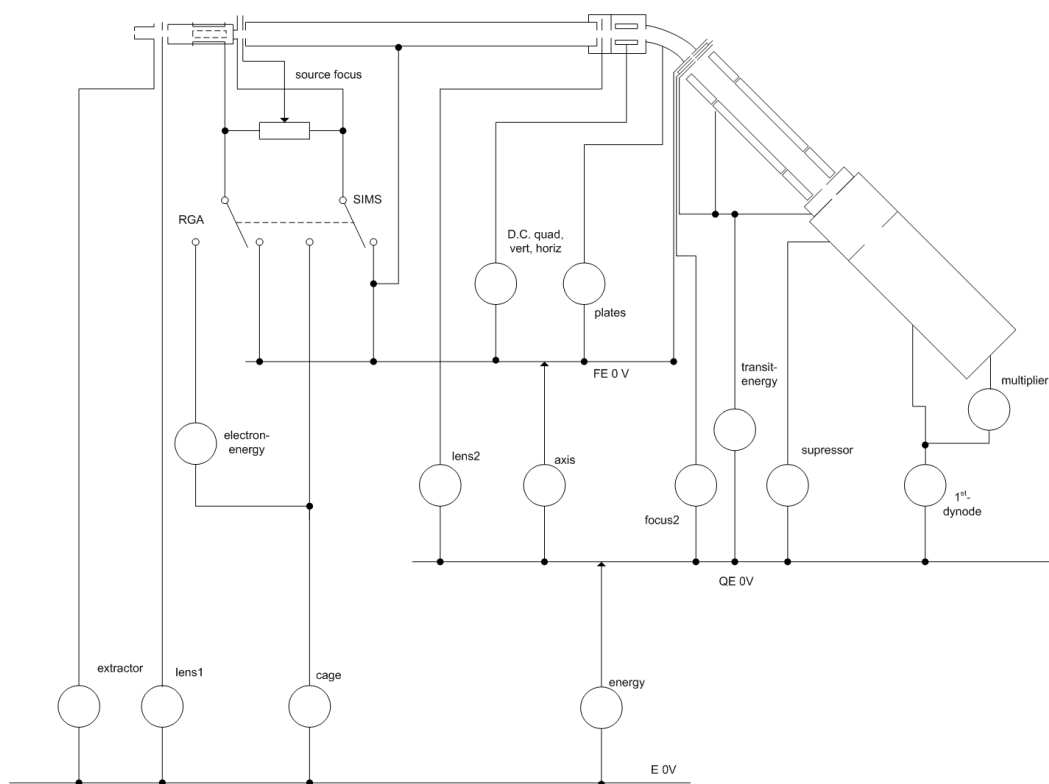 source focus
RGA
SIMS
D.C. quad,
vert, horiz
plates
FE 0 V
transit-
energy
multiplier
electron-
energy
lens2
axis
supressor
focus2
1st-
dynode
QE 0V
extractor
lens1
cage
energy
E 0V